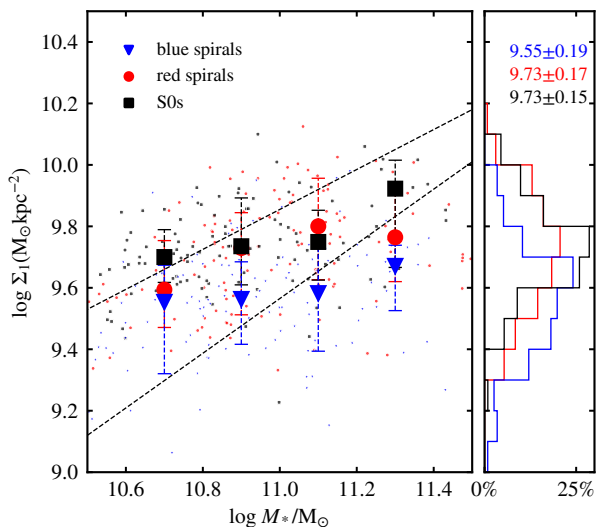 blue spirals
red spirals
S0s
9.55±0.19
9.73±0.17
9.73±0.15
log Σ₁(M⊙kpc⁻²)
10.4
10.2
10.0
9.8
9.6
9.4
9.2
9.0
10.6 10.8 11.0 11.2 11.4
0% 25%
log M*/M⊙